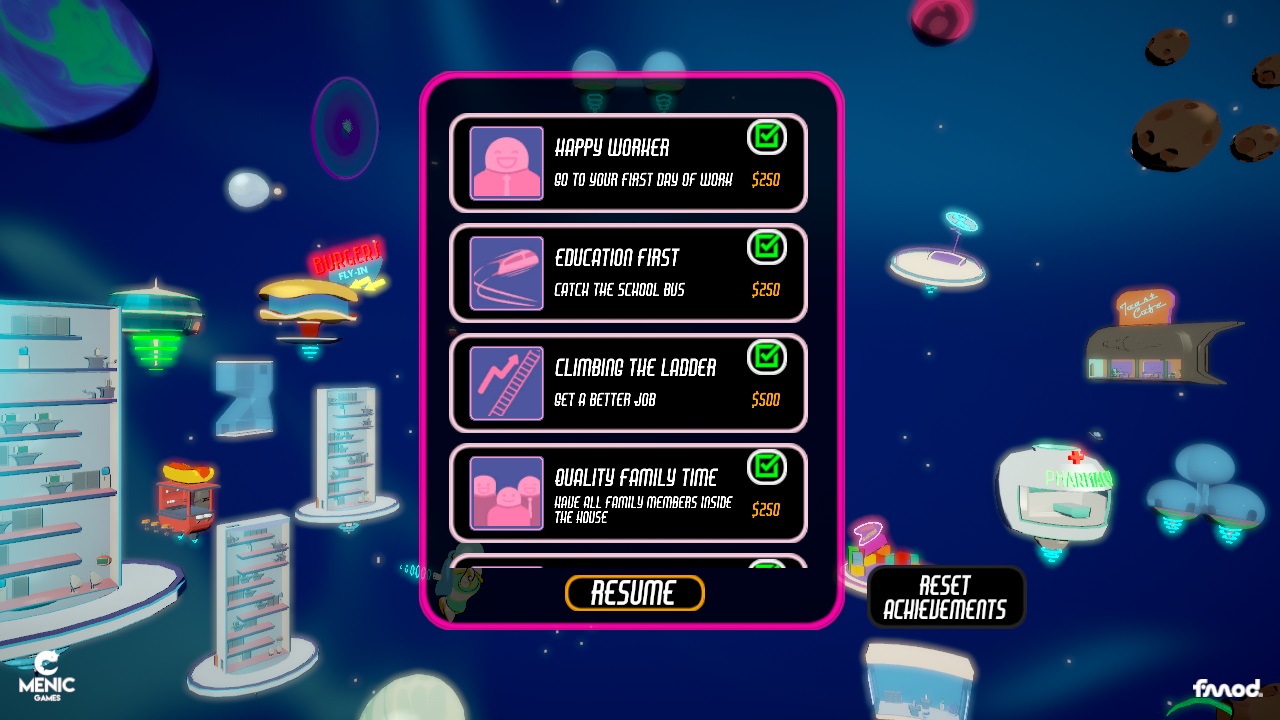 HAPPY WORKER
GO TO YOUR FIRST DAY OF WORK
$250
BURGERS
FLY-IN
EDUCATION FIRST
CATCH THE SCHOOL BUS
$250
Toast
Cafe
CLIMBING THE LADDER
GET A BETTER JOB
$500
QUALITY FAMILY TIME
HAVE ALL FAMILY MEMBERS INSIDE
THE HOUSE
$250
RESUME
RESET
ACHIEVEMENTS
MENIC
GAMES
fmod.